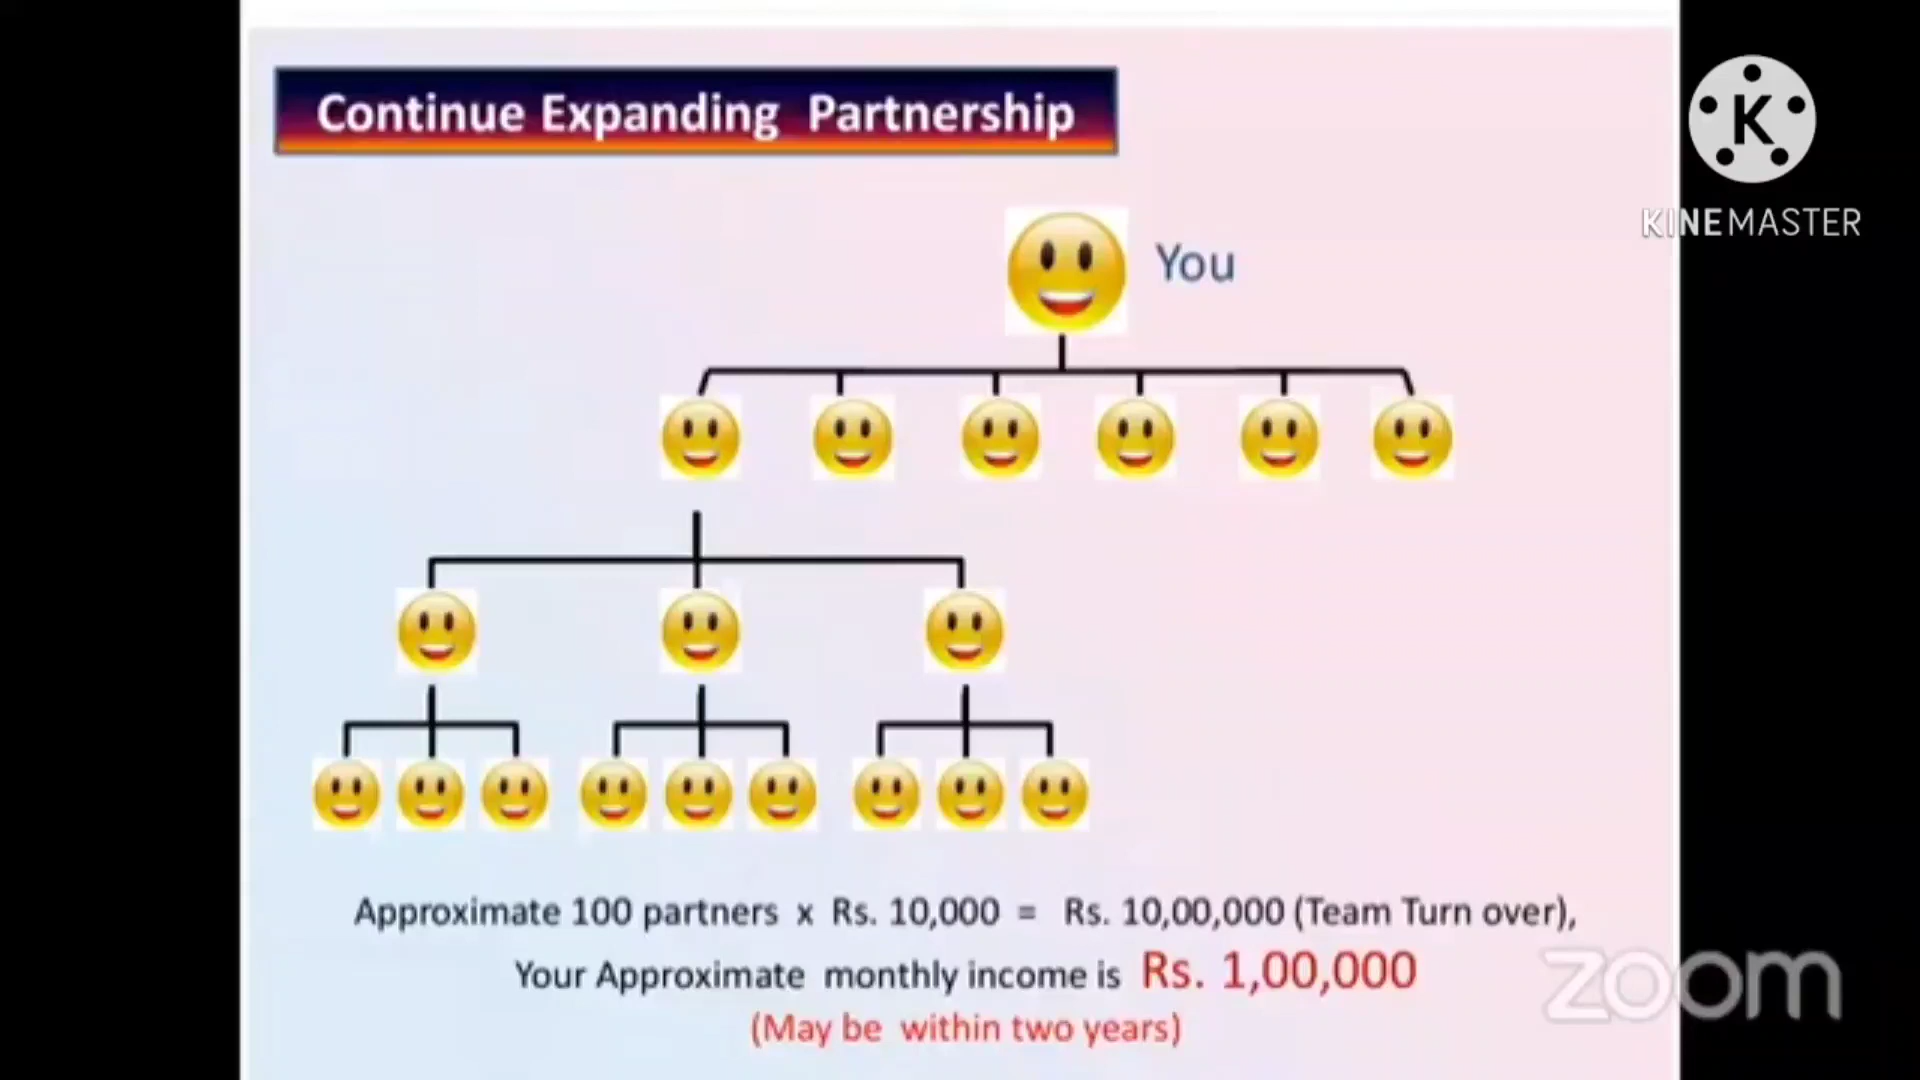 Continue Expanding Partnership
K
KINEMASTER
You
Approximate 100 partners x Rs. 10,000 = Rs. 10,00,000 (Team Turn over),
Your Approximate monthly income is Rs. 1,00,000
(May be within two years)
zoom